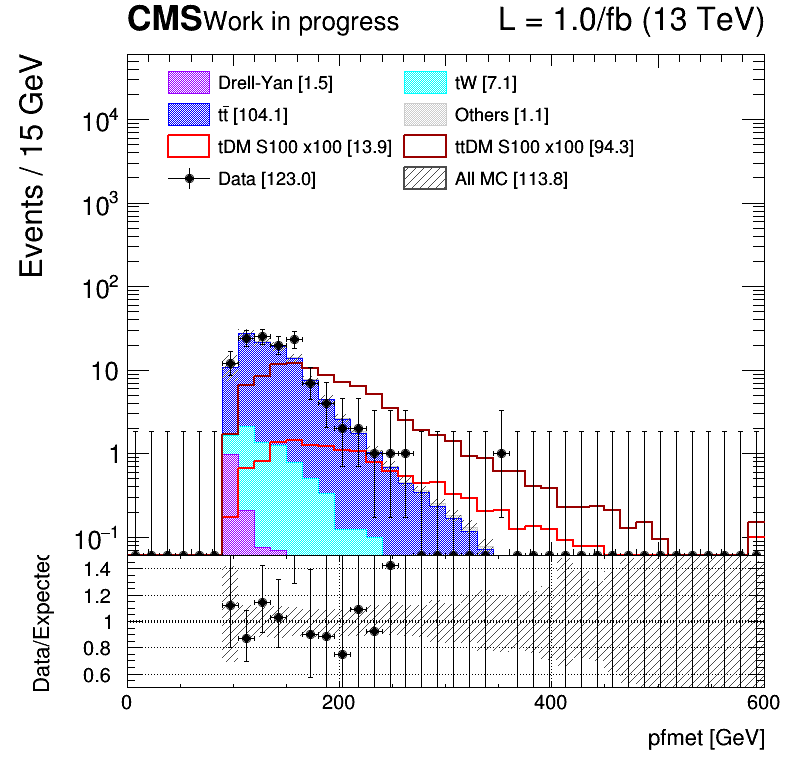 CMS Work in progress L = 1.0/fb (13 TeV)
Events / 15 GeV
Drell-Yan [1.5] tW [7.1]
tt̄ [104.1] Others [1.1]
tDM S100 x100 [13.9] ttDM S100 x100 [94.3]
Data [123.0] All MC [113.8]
10⁴
10³
10²
10
1
10⁻¹
Data/Expected
1.4
1.2
1
0.8
0.6
0 200 400 600
pfmet [GeV]